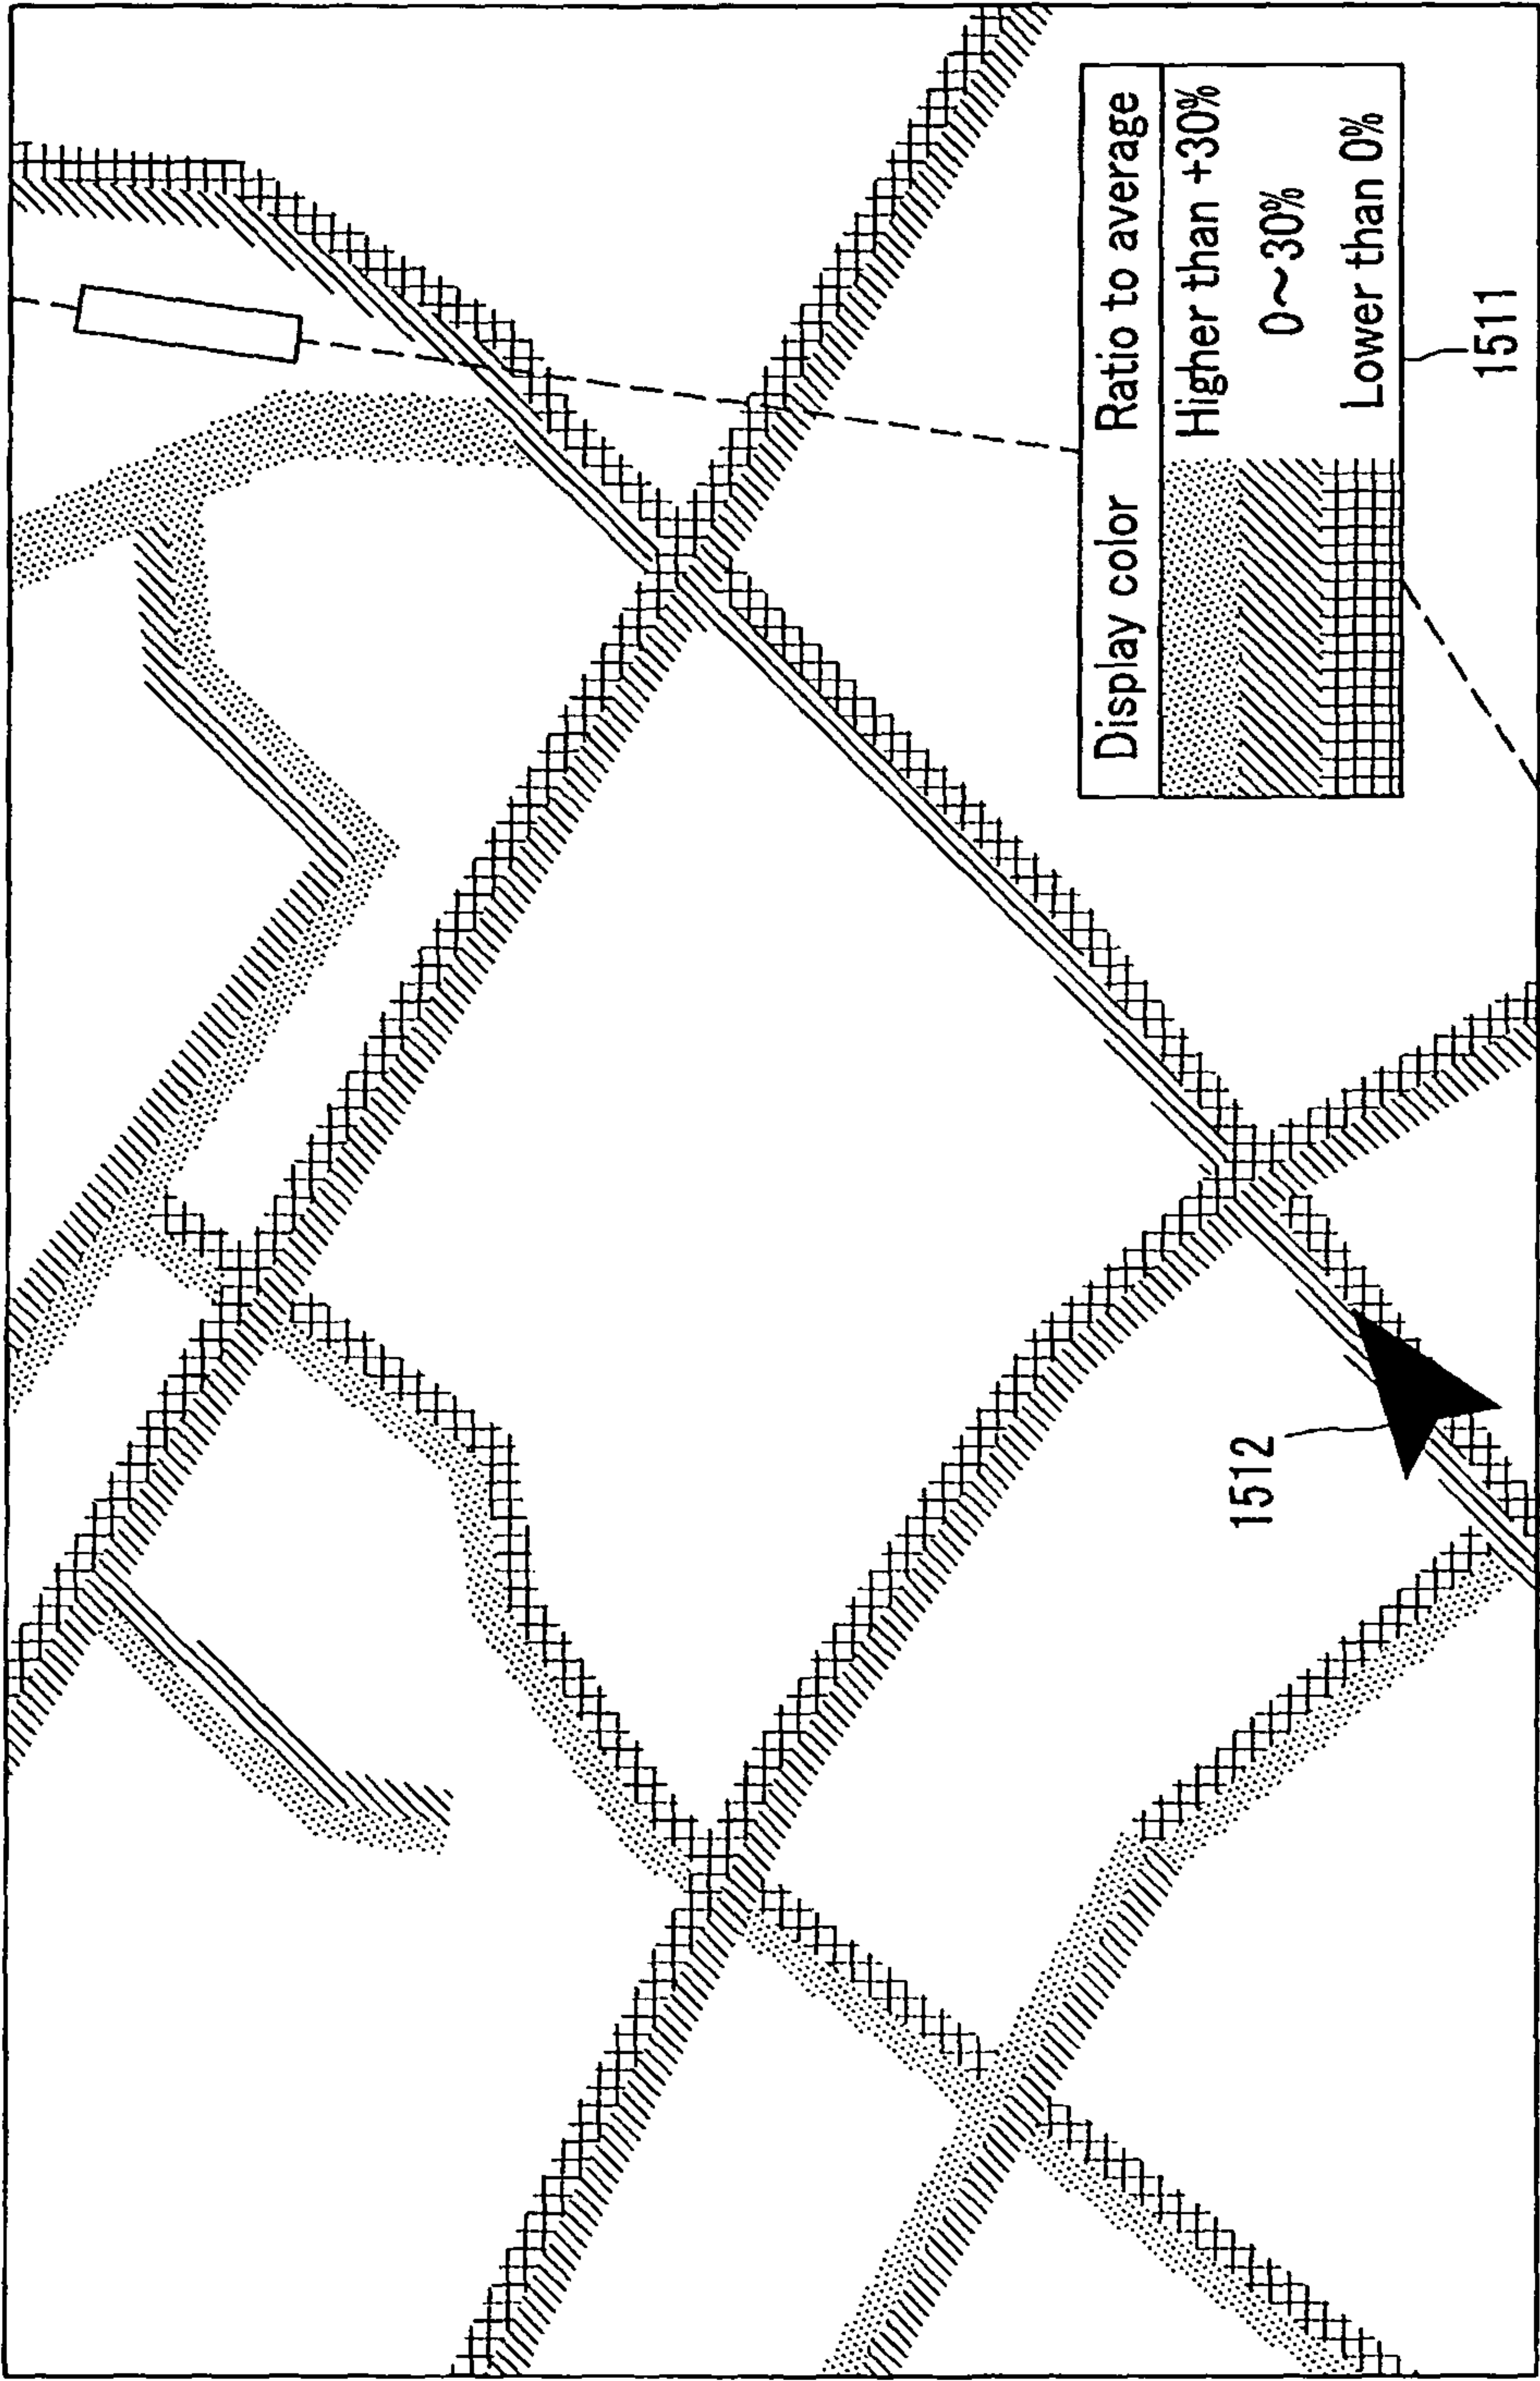 Display color Ratio to average
Higher than +30%
0~30%
Lower than 0%
1511
1512